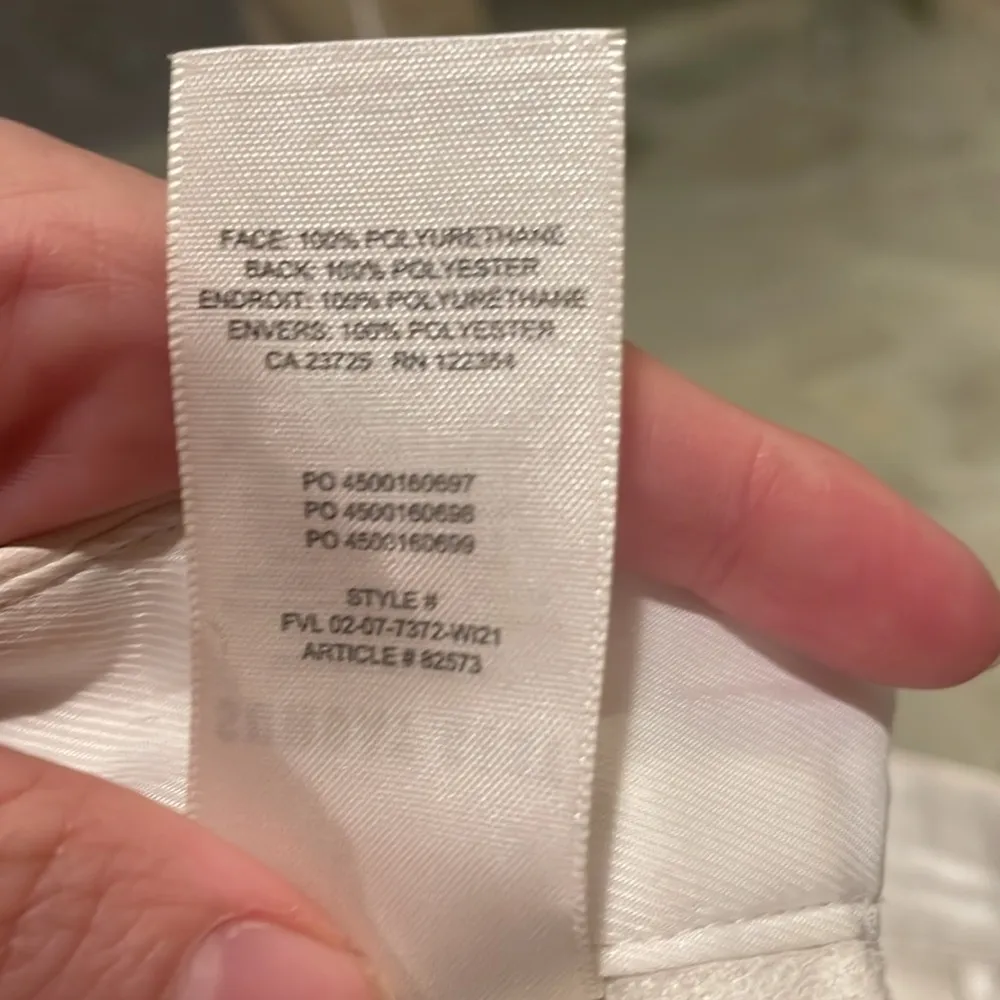 FACE: 100% POLYURETHANE
BACK: 100% POLYESTER
ENDROIT: 100% POLYURETHANE
ENVERS: 100% POLYESTER
CA 23725 RN 122354
PO 4500160697
PO 4500160698
PO 4500160699
STYLE #
FVL 02-07-7372-WI21
ARTICLE # 82573